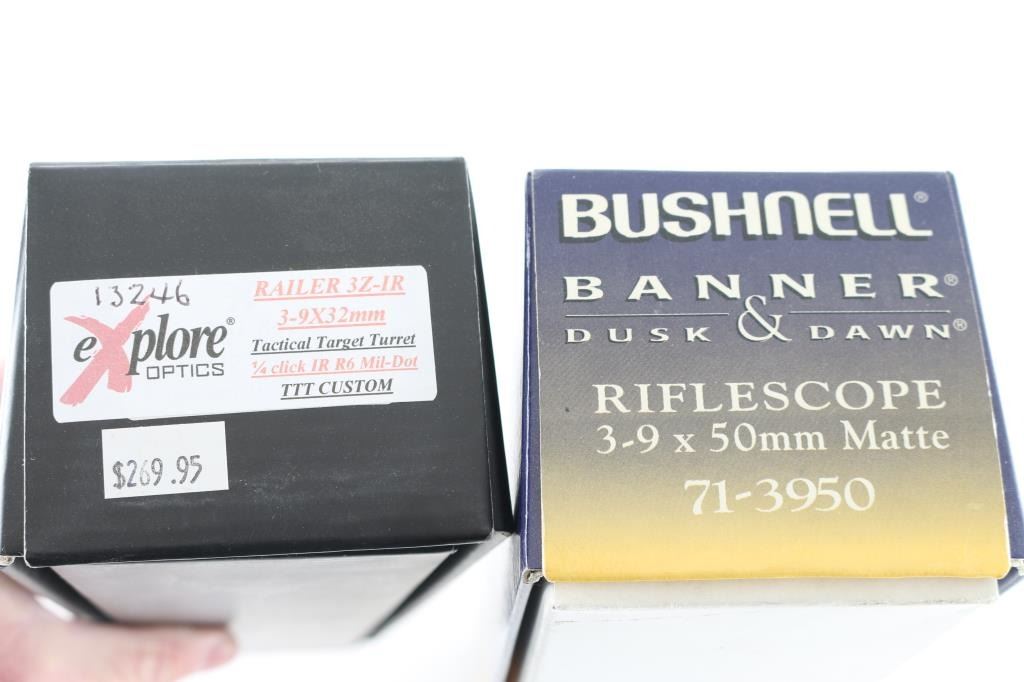 13246
eXplore®
OPTICS
RAILER 3Z-IR
3-9X32mm
Tactical Target Turret
¼ click IR R6 Mil-Dot
TTT CUSTOM
$269.95
BUSHNELL®
BANNER®
DUSK & DAWN®
RIFLESCOPE
3-9 x 50mm Matte
71-3950